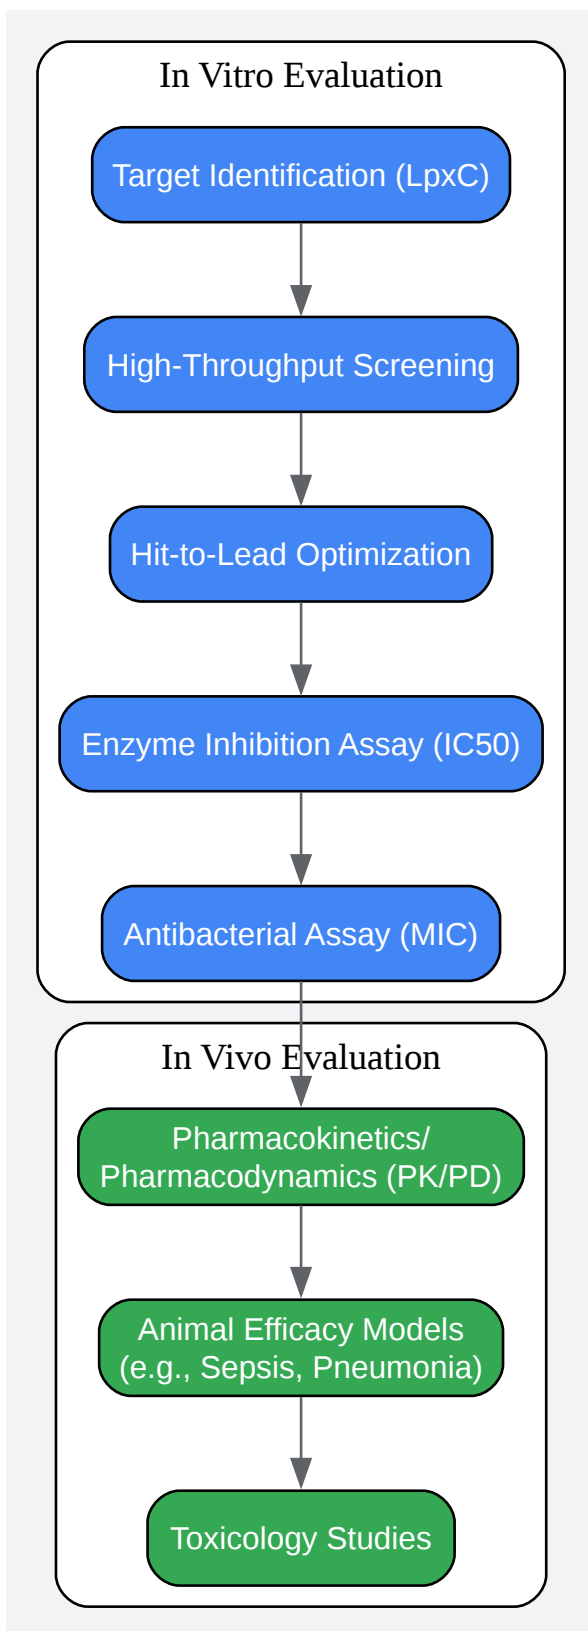 In Vitro Evaluation
Target Identification (LpxC)
High-Throughput Screening
Hit-to-Lead Optimization
Enzyme Inhibition Assay (IC50)
Antibacterial Assay (MIC)
In Vivo Evaluation
Pharmacokinetics/
Pharmacodynamics (PK/PD)
Animal Efficacy Models
(e.g., Sepsis, Pneumonia)
Toxicology Studies